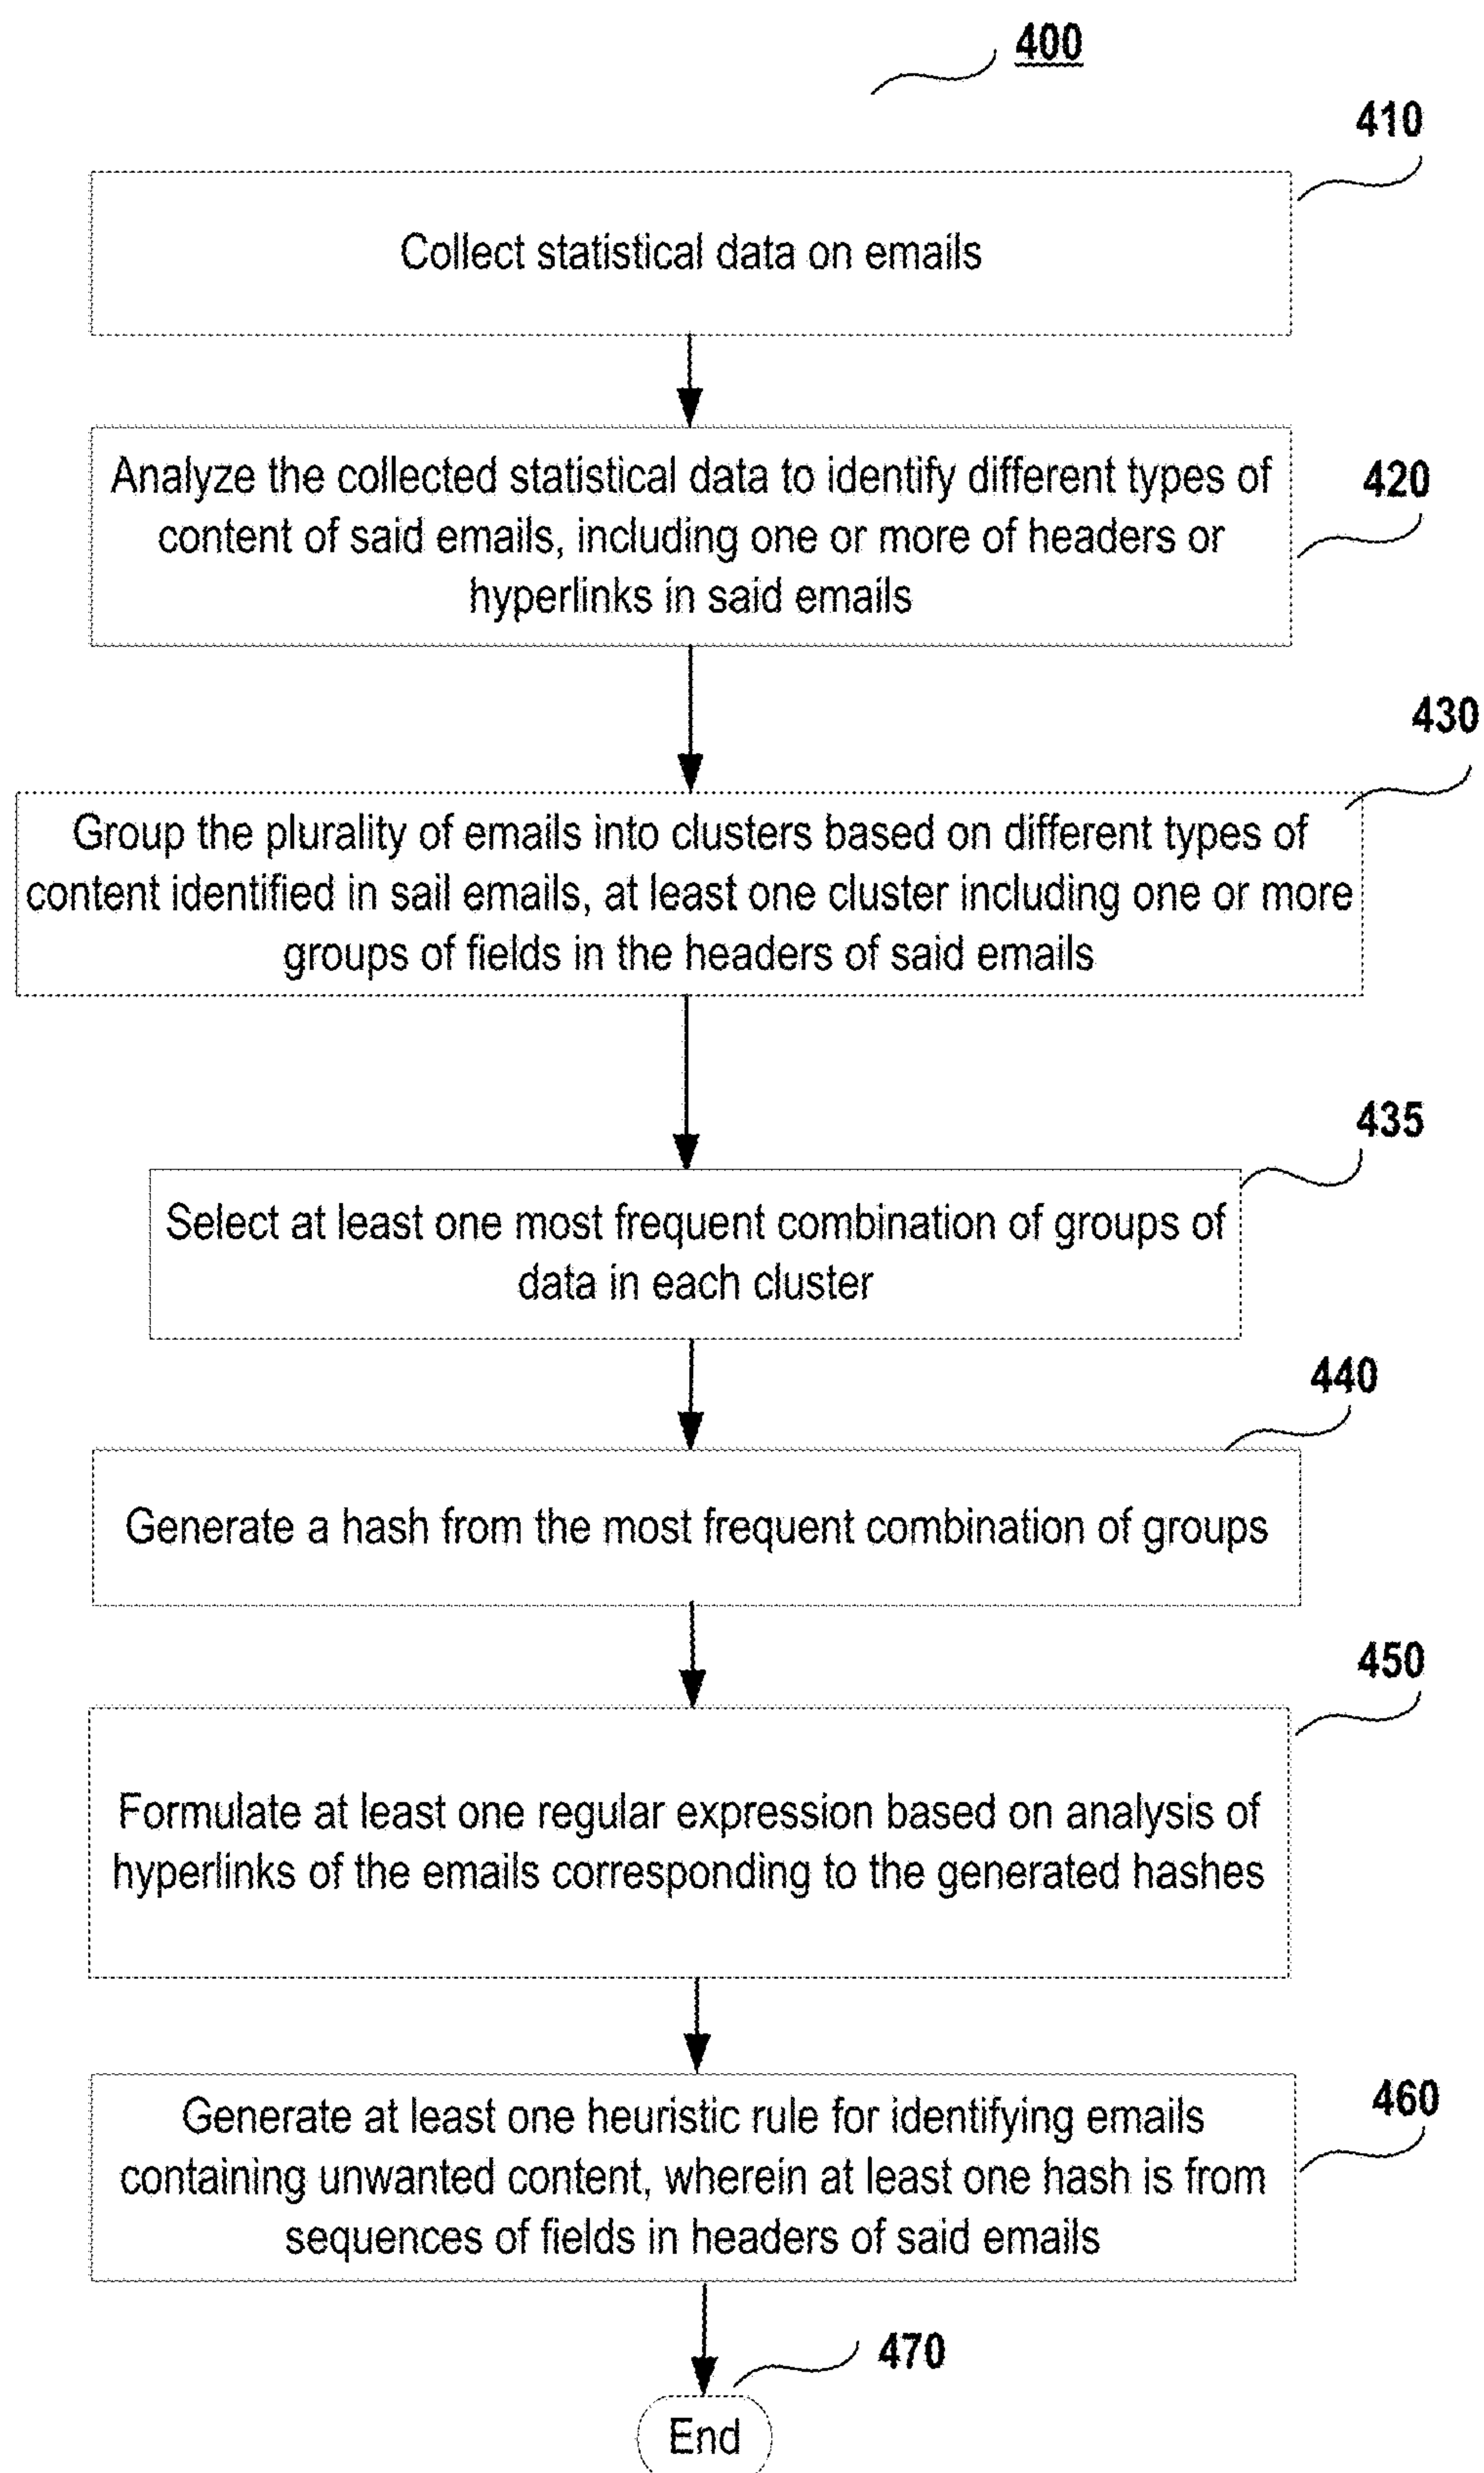 400
410
Collect statistical data on emails
Analyze the collected statistical data to identify different types of
content of said emails, including one or more of headers or
hyperlinks in said emails
420
430
Group the plurality of emails into clusters based on different types of
content identified in sail emails, at least one cluster including one or more
groups of fields in the headers of said emails
435
Select at least one most frequent combination of groups of
data in each cluster
440
Generate a hash from the most frequent combination of groups
450
Formulate at least one regular expression based on analysis of
hyperlinks of the emails corresponding to the generated hashes
460
Generate at least one heuristic rule for identifying emails
containing unwanted content, wherein at least one hash is from
sequences of fields in headers of said emails
470
End